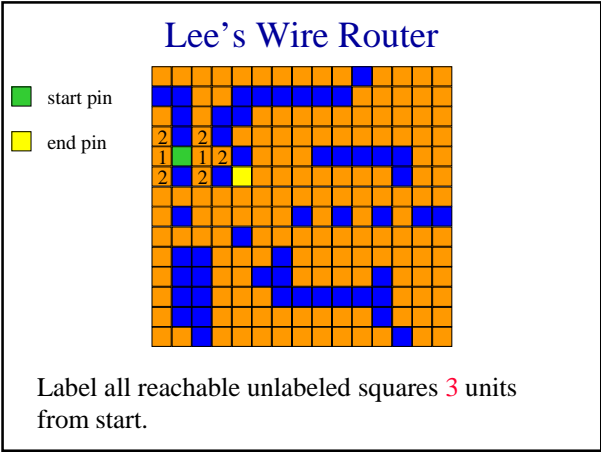 Lee's Wire Router
start pin
end pin
2 2
1 1 2
2 2
Label all reachable unlabeled squares 3 units
from start.